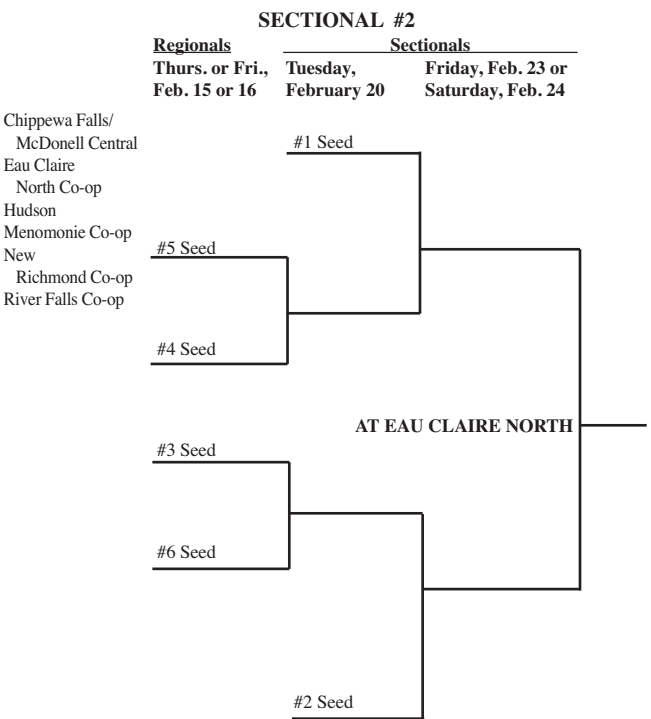 SECTIONAL #2
Regionals Sectionals
Thurs. or Fri., Tuesday, Friday, Feb. 23 or
Feb. 15 or 16 February 20 Saturday, Feb. 24
Chippewa Falls/
McDonell Central
Eau Claire
North Co-op
Hudson
Menomonie Co-op
New
Richmond Co-op
River Falls Co-op
#1 Seed
#5 Seed
#4 Seed
AT EAU CLAIRE NORTH
#3 Seed
#6 Seed
#2 Seed